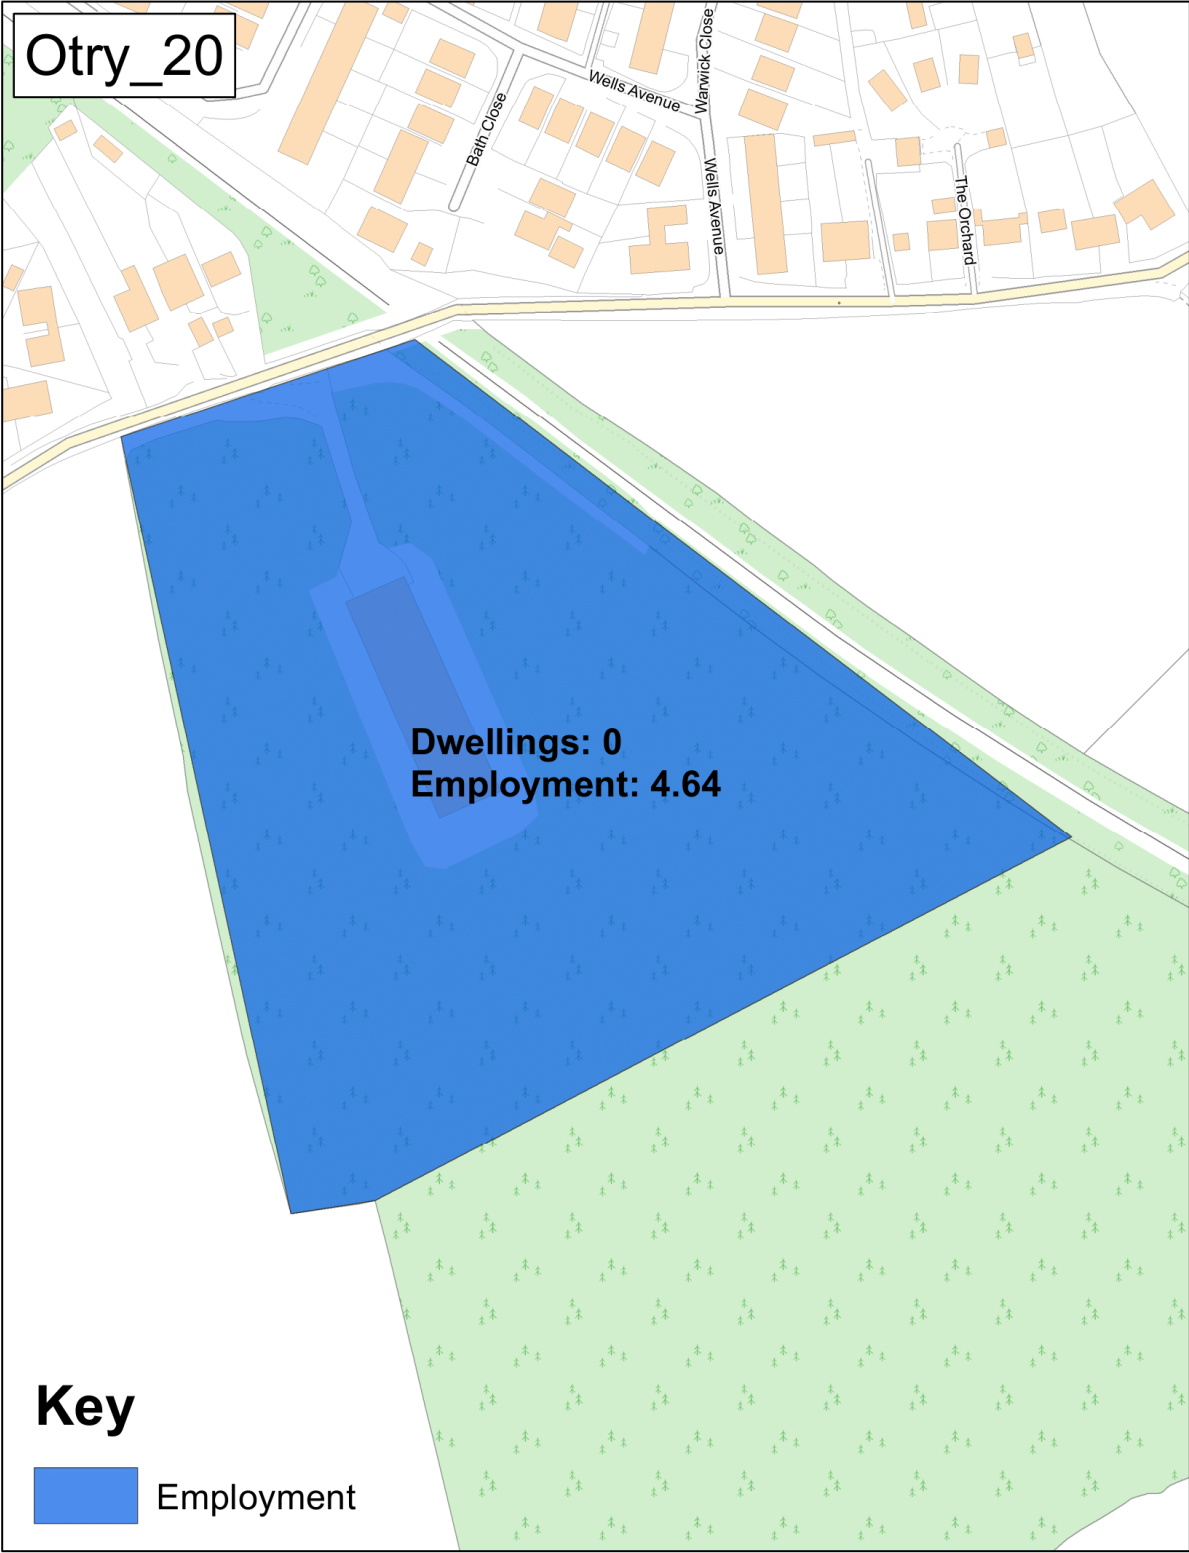 Otry_20
Wells Avenue
Warwick Close
Bath Close
Wells Avenue
The Orchard
Dwellings: 0
Employment: 4.64
Key
Employment